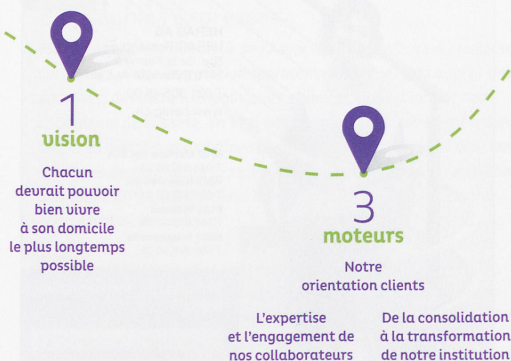 1
vision
Chacun
devrait pouvoir
bien vivre
à son domicile
le plus longtemps
possible
3
moteurs
Notre
orientation clients
L'expertise
et l'engagement de
nos collaborateurs
De la consolidation
à la transformation
de notre institution